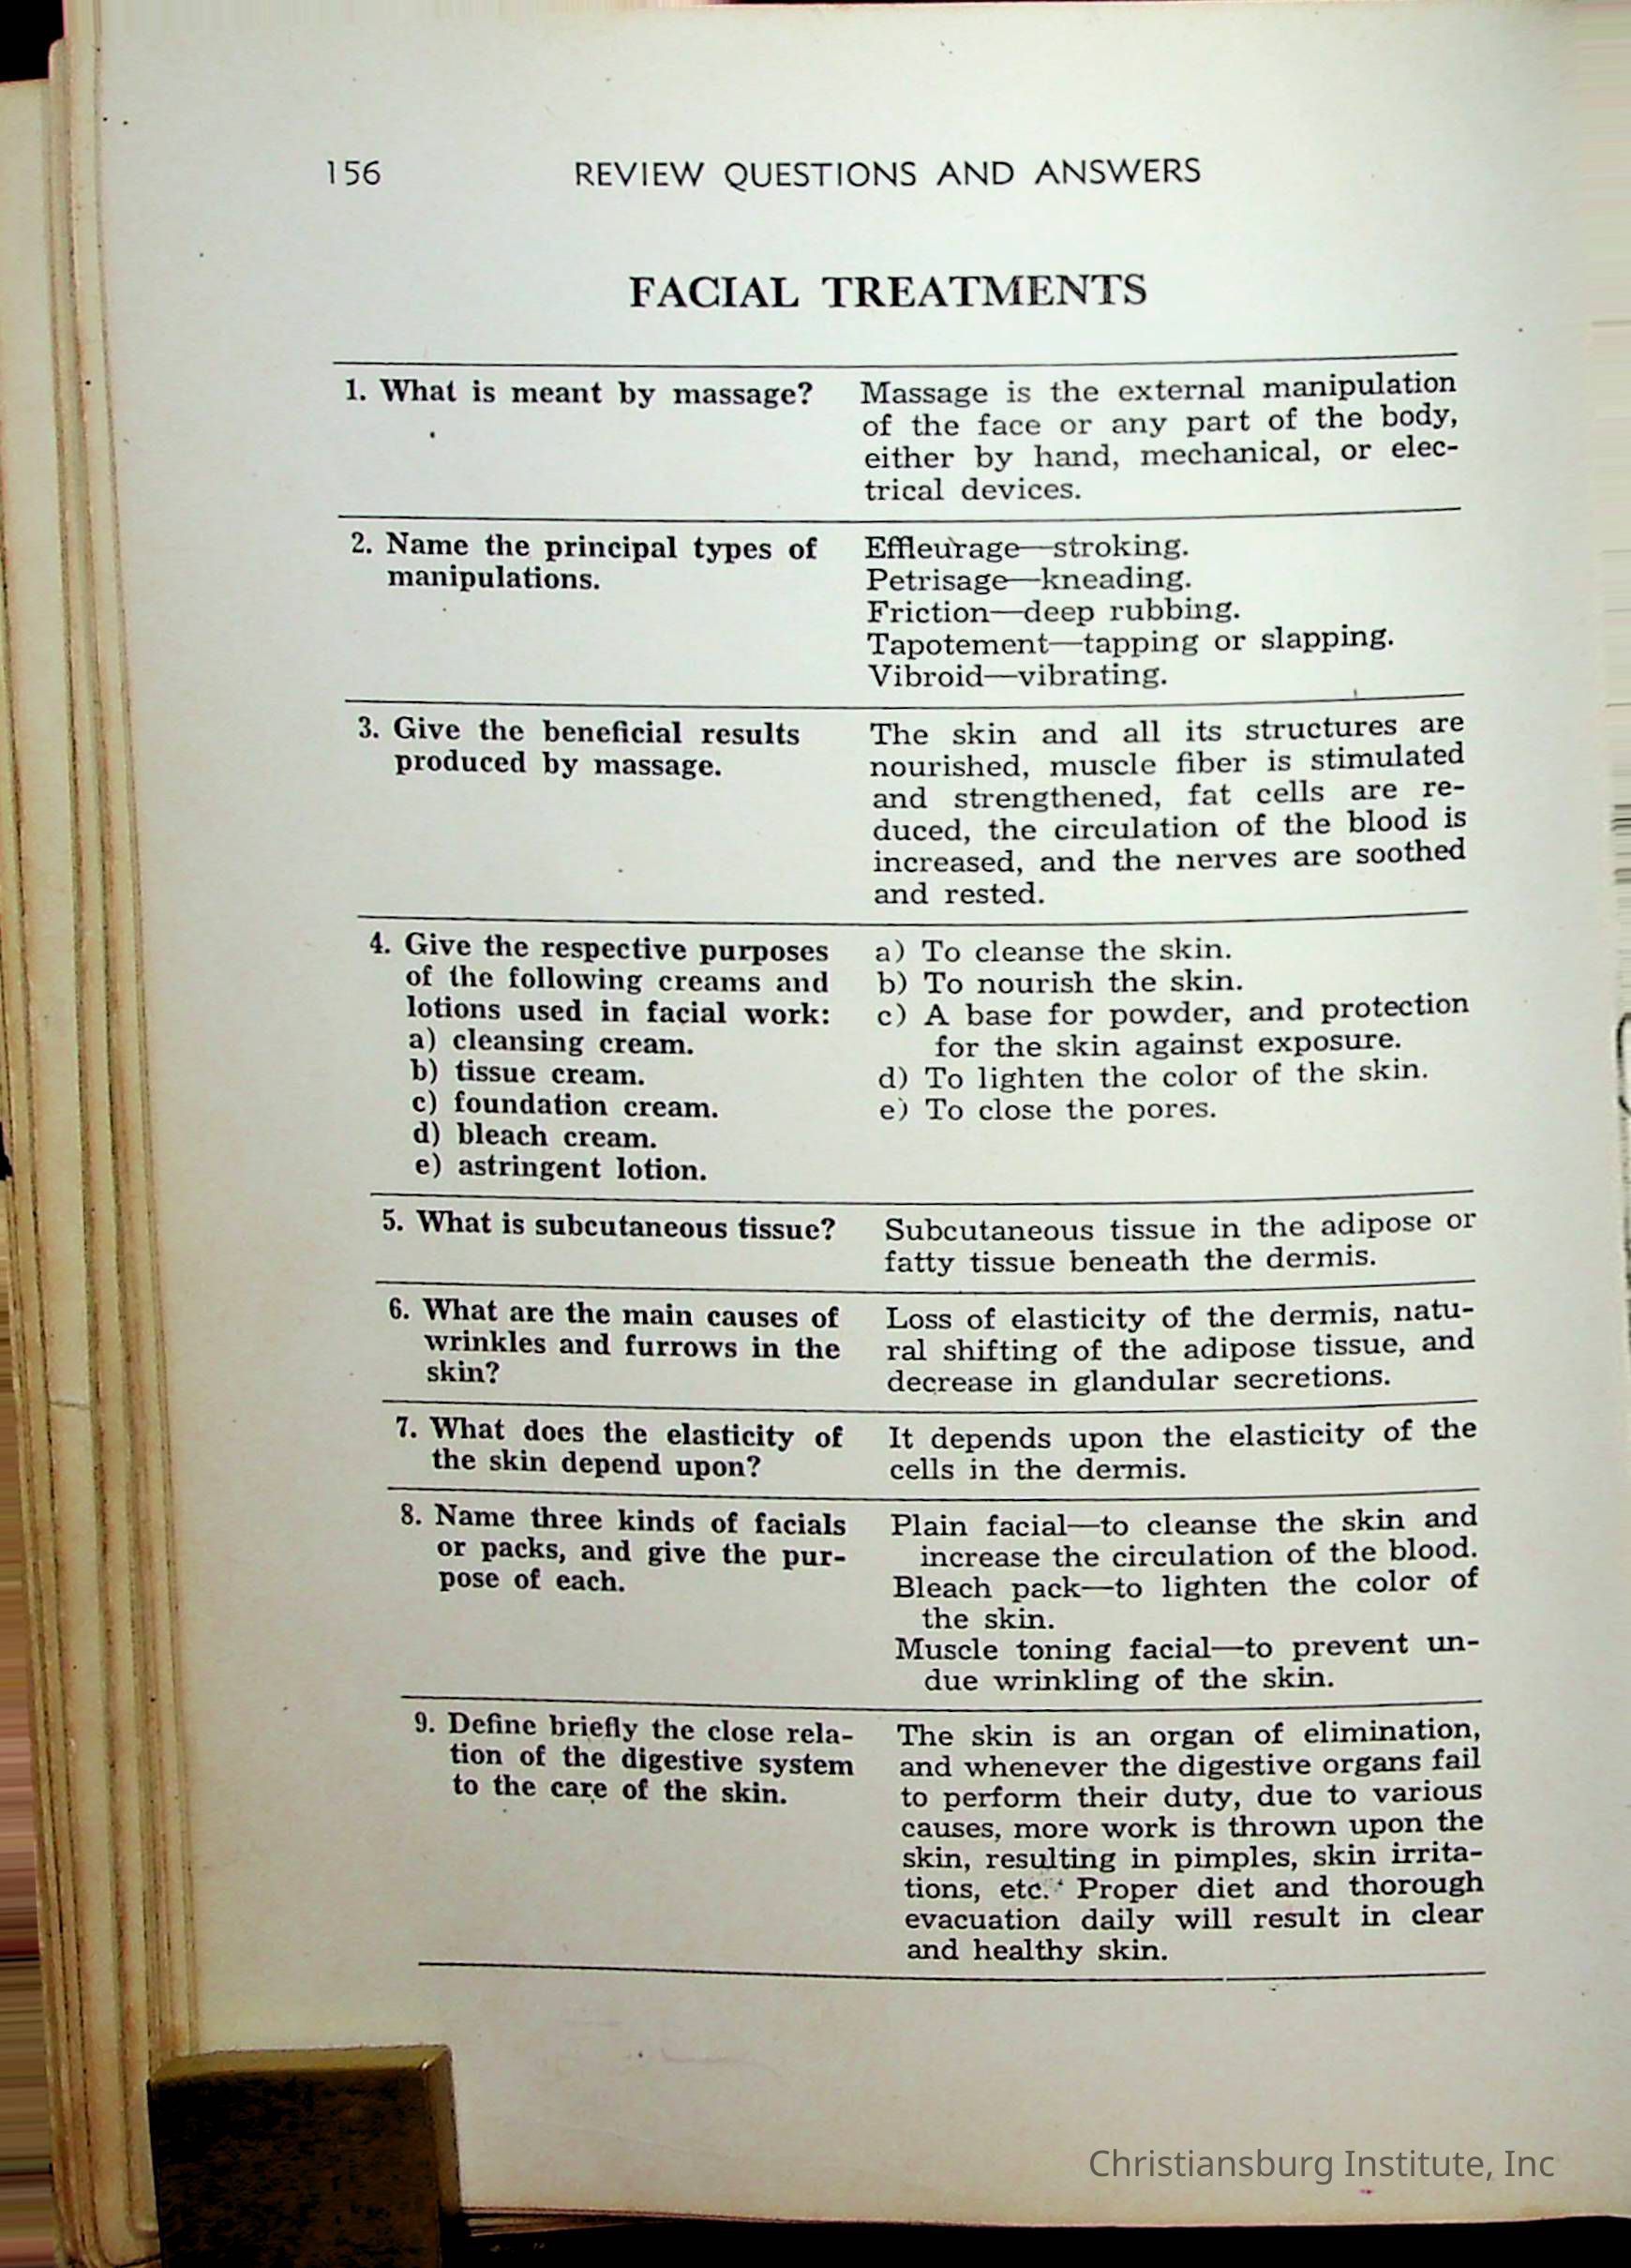 156 REVIEW QUESTIONS AND ANSWERS
FACIAL TREATMENTS
1. What is meant by massage?
Massage is the external manipulation
of the face or any part of the body,
either by hand, mechanical, or elec-
trical devices.
2. Name the principal types of
manipulations.
Effleurage—stroking.
Petrisage—kneading.
Friction—deep rubbing.
Tapotement—tapping or slapping.
Vibroid—vibrating.
3. Give the beneficial results
produced by massage.
The skin and all its structures are
nourished, muscle fiber is stimulated
and strengthened, fat cells are re-
duced, the circulation of the blood is
increased, and the nerves are soothed
and rested.
4. Give the respective purposes
of the following creams and
lotions used in facial work:
a) cleansing cream.
b) tissue cream.
c) foundation cream.
d) bleach cream.
e) astringent lotion.
a) To cleanse the skin.
b) To nourish the skin.
c) A base for powder, and protection
for the skin against exposure.
d) To lighten the color of the skin.
e) To close the pores.
5. What is subcutaneous tissue?
Subcutaneous tissue in the adipose or
fatty tissue beneath the dermis.
6. What are the main causes of
wrinkles and furrows in the
skin?
Loss of elasticity of the dermis, natu-
ral shifting of the adipose tissue, and
decrease in glandular secretions.
7. What does the elasticity of
the skin depend upon?
It depends upon the elasticity of the
cells in the dermis.
8. Name three kinds of facials
or packs, and give the pur-
pose of each.
Plain facial—to cleanse the skin and
increase the circulation of the blood.
Bleach pack—to lighten the color of
the skin.
Muscle toning facial—to prevent un-
due wrinkling of the skin.
9. Define briefly the close rela-
tion of the digestive system
to the care of the skin.
The skin is an organ of elimination,
and whenever the digestive organs fail
to perform their duty, due to various
causes, more work is thrown upon the
skin, resulting in pimples, skin irrita-
tions, etc. Proper diet and thorough
evacuation daily will result in clear
and healthy skin.
Christiansburg Institute, Inc